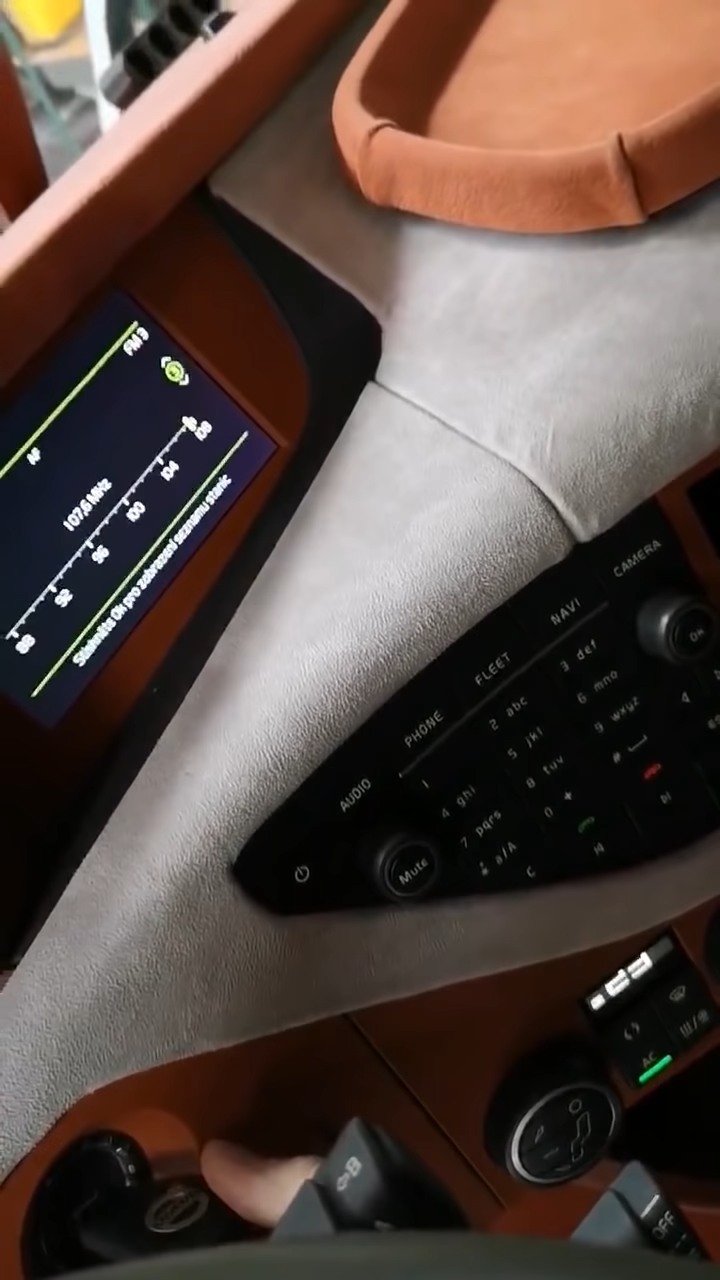 FM 3
AF
107.6 MHz
88 92 96 100 104 108
Stiskněte OK pro zobrazení seznamu stanic
AUDIO PHONE FLEET NAVI CAMERA
1 2 abc 3 def
4 ghi 5 jkl 6 mno
7 pqrs 8 tuv 9 wxyz
a/A 0 + #
C
Mute
OK
AC
B
OFF